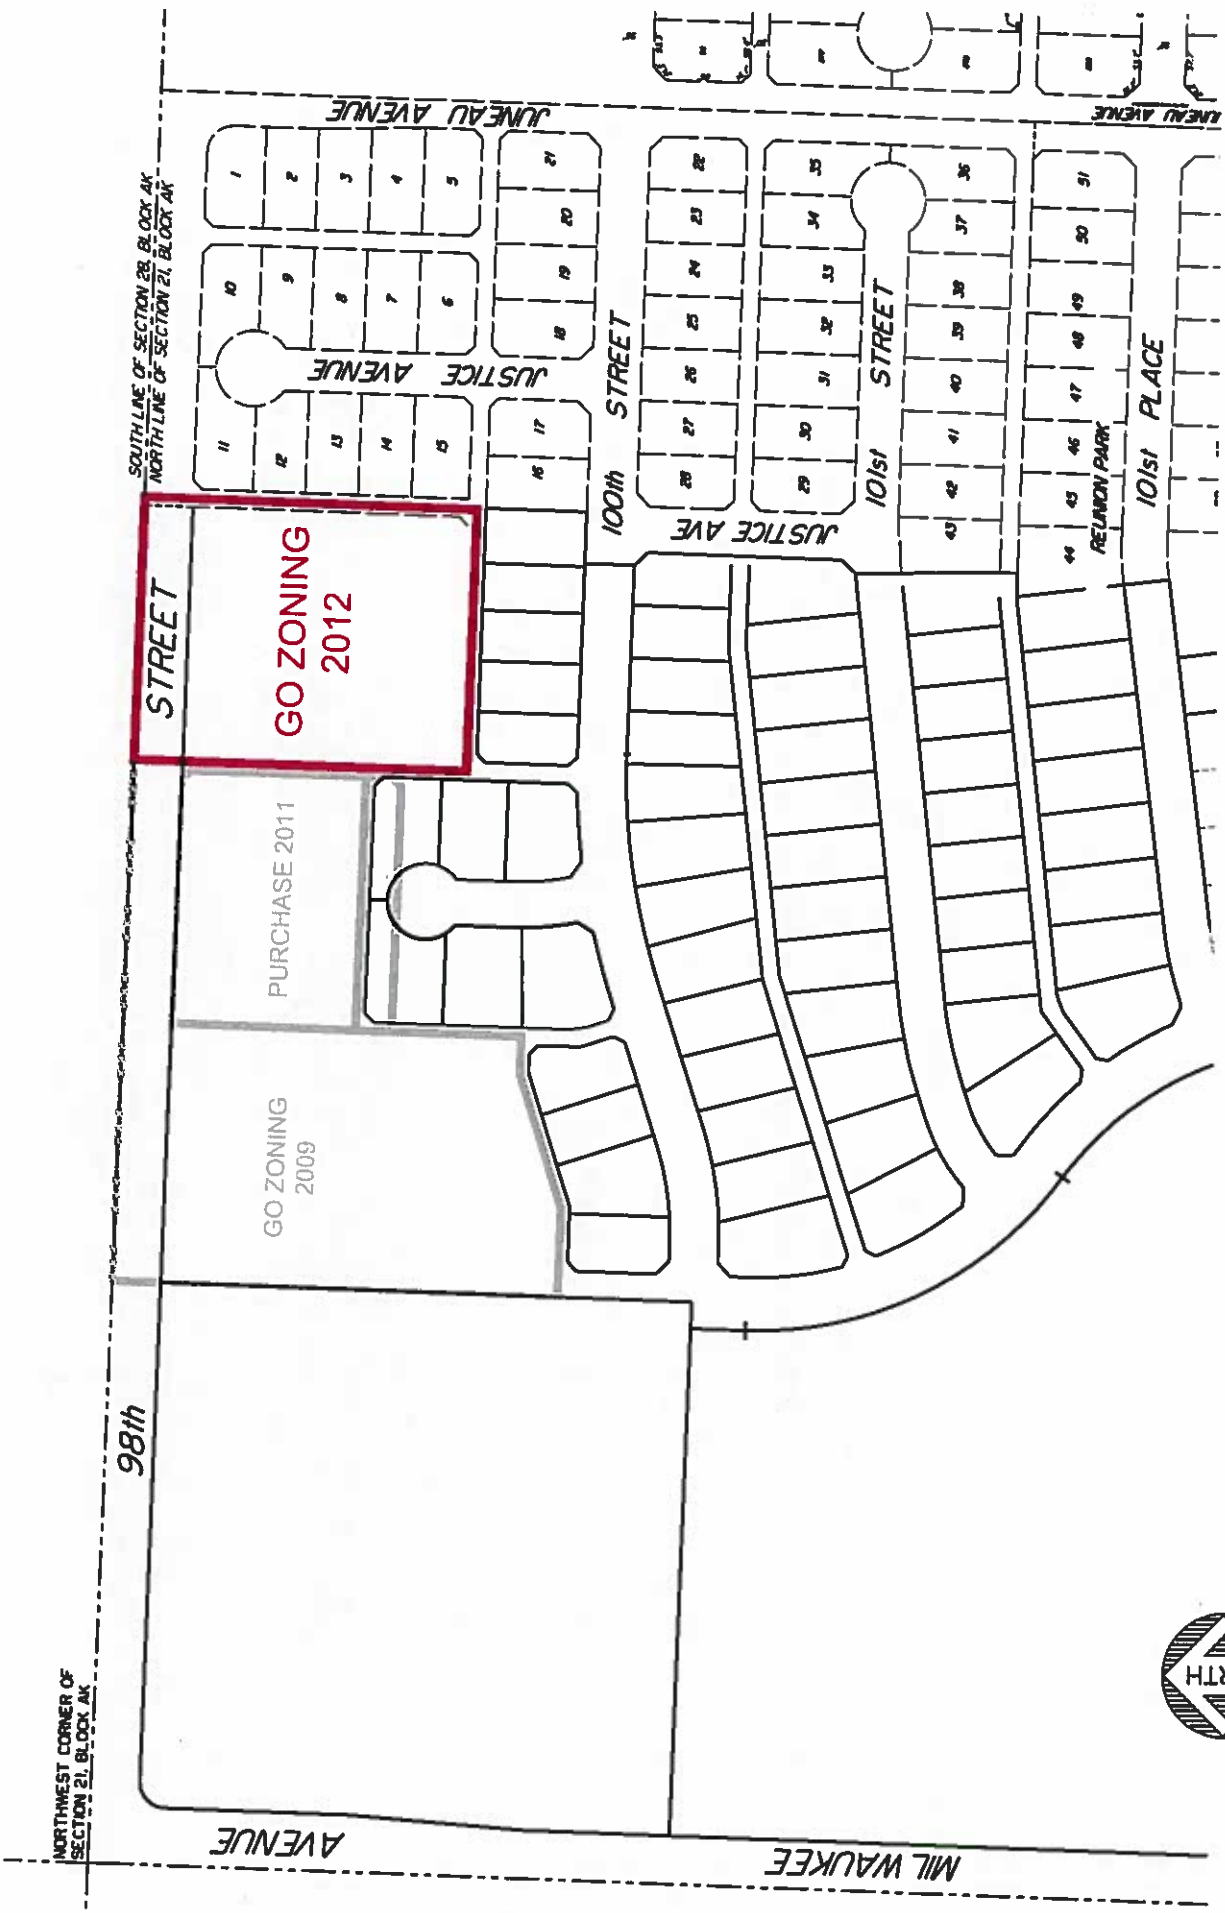 NORTHWEST CORNER OF
SECTION 21, BLOCK AK
98th
STREET
SOUTH LINE OF SECTION 28, BLOCK AK
NORTH LINE OF SECTION 21, BLOCK AK
GO ZONING
2009
PURCHASE 2011
GO ZONING
2012
11
10
1
12
9
2
13
8
3
14
7
4
15
6
5
JUSTICE AVENUE
JUNEAU AVENUE
16
17
18
19
20
21
100th STREET
28
27
26
25
24
23
22
JUSTICE AVE
29
30
31
32
33
34
35
101st STREET
43
42
41
40
39
38
37
36
44
45
46
47
48
49
50
51
REUNION PARK
101st PLACE
JUNEAU AVENUE
MILWAUKEE
AVENUE
RTH